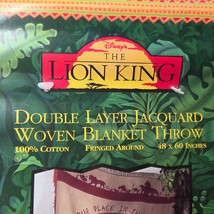 Disney's
THE
LION KING
DOUBLE LAYER JACQUARD
WOVEN BLANKET THROW
100% COTTON FRINGED AROUND 48 X 60 INCHES
OUR PLACE IN THE